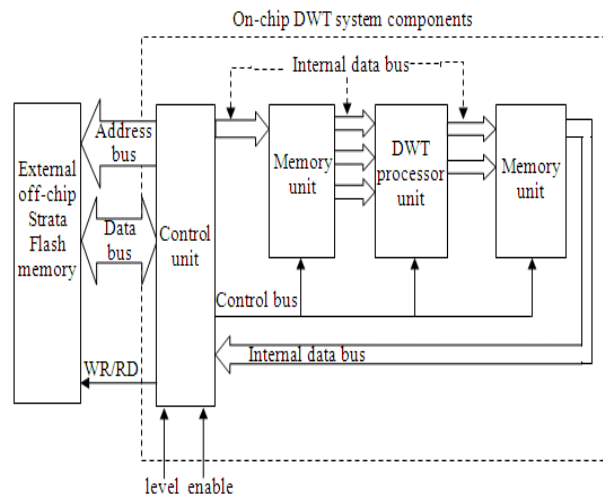 On-chip DWT system components
Internal data bus
Address
bus
External
off-chip
Strata
Flash
memory
Data
bus
Control
unit
Memory
unit
DWT
processor
unit
Memory
unit
Control bus
Internal data bus
WR/RD
level enable